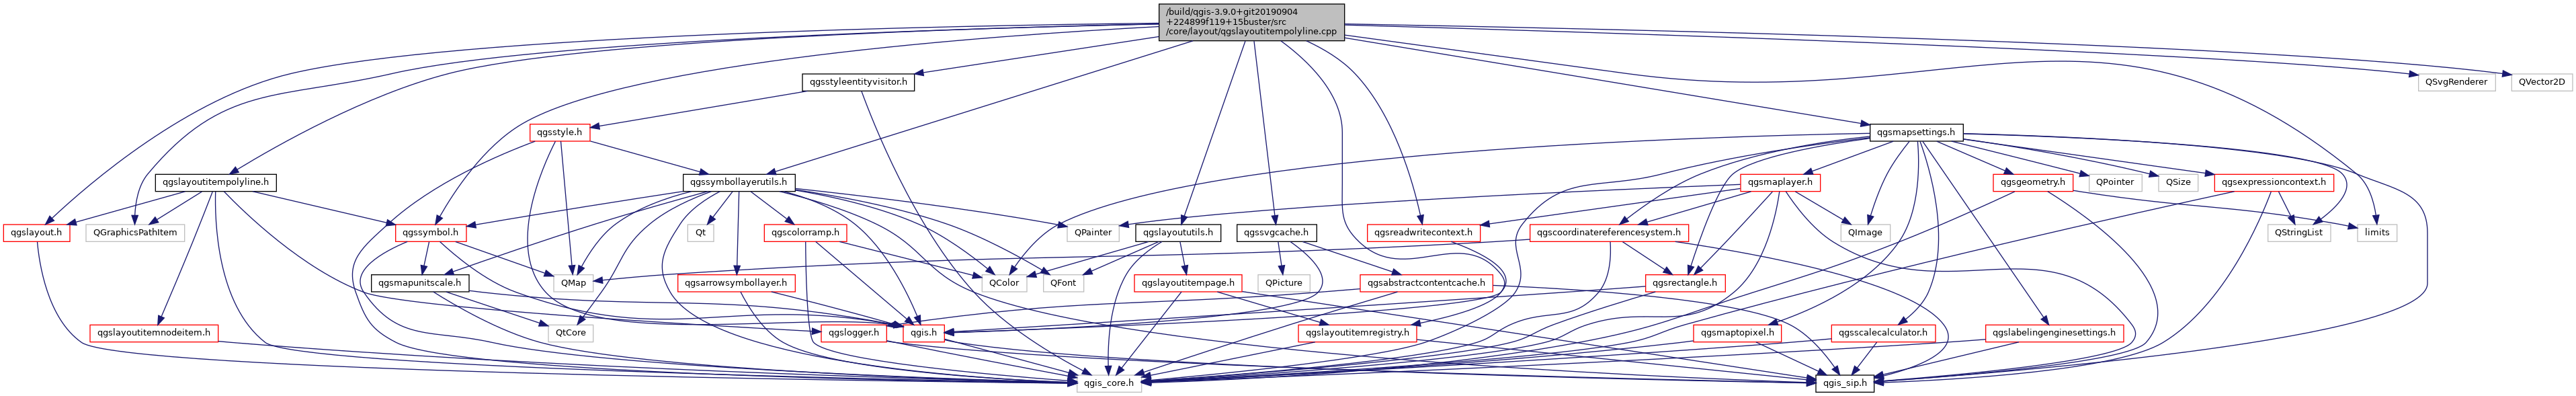 /build/qgis-3.9.0+git20190904
+224899f119+15buster/src
/core/layout/qgslayoutitempolyline.cpp
qgsstyleentityvisitor.h
QSvgRenderer
QVector2D
qgsstyle.h
qgsmapsettings.h
qgslayoutitempolyline.h
qgssymbollayerutils.h
qgsmaplayer.h
qgsgeometry.h
QPointer
QSize
qgsexpressioncontext.h
qgslayout.h
QGraphicsPathItem
qgssymbol.h
Qt
qgscolorramp.h
QPainter
qgslayoututils.h
qgssvgcache.h
qgsreadwritecontext.h
qgscoordinatereferencesystem.h
QImage
QStringList
limits
qgsmapunitscale.h
QMap
qgsarrowsymbollayer.h
QColor
QFont
qgslayoutitempage.h
QPicture
qgsabstractcontentcache.h
qgsrectangle.h
qgslayoutitemnodeitem.h
QtCore
qgslogger.h
qgis.h
qgslayoutitemregistry.h
qgsmaptopixel.h
qgsscalecalculator.h
qgslabelingenginesettings.h
qgis_core.h
qgis_sip.h